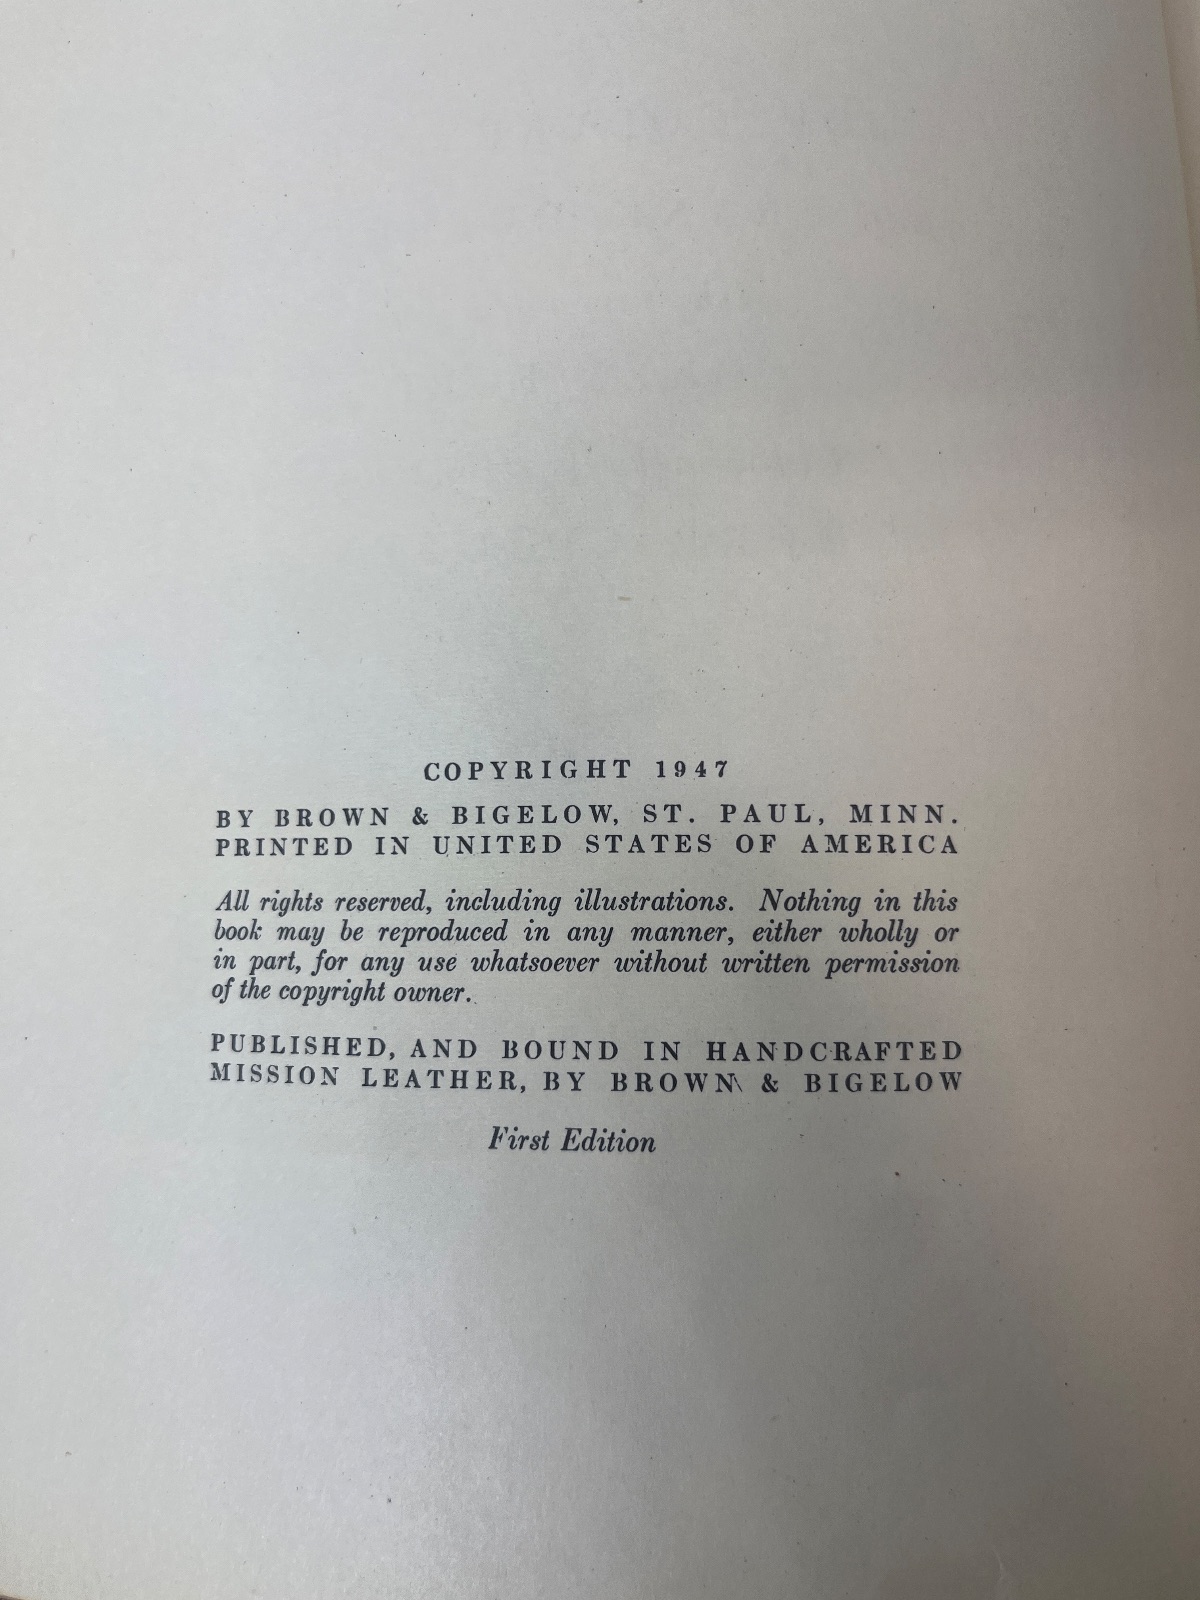 COPYRIGHT 1947
BY BROWN & BIGELOW, ST. PAUL, MINN.
PRINTED IN UNITED STATES OF AMERICA
All rights reserved, including illustrations. Nothing in this
book may be reproduced in any manner, either wholly or
in part, for any use whatsoever without written permission
of the copyright owner.
PUBLISHED, AND BOUND IN HANDCRAFTED
MISSION LEATHER, BY BROWN & BIGELOW
First Edition